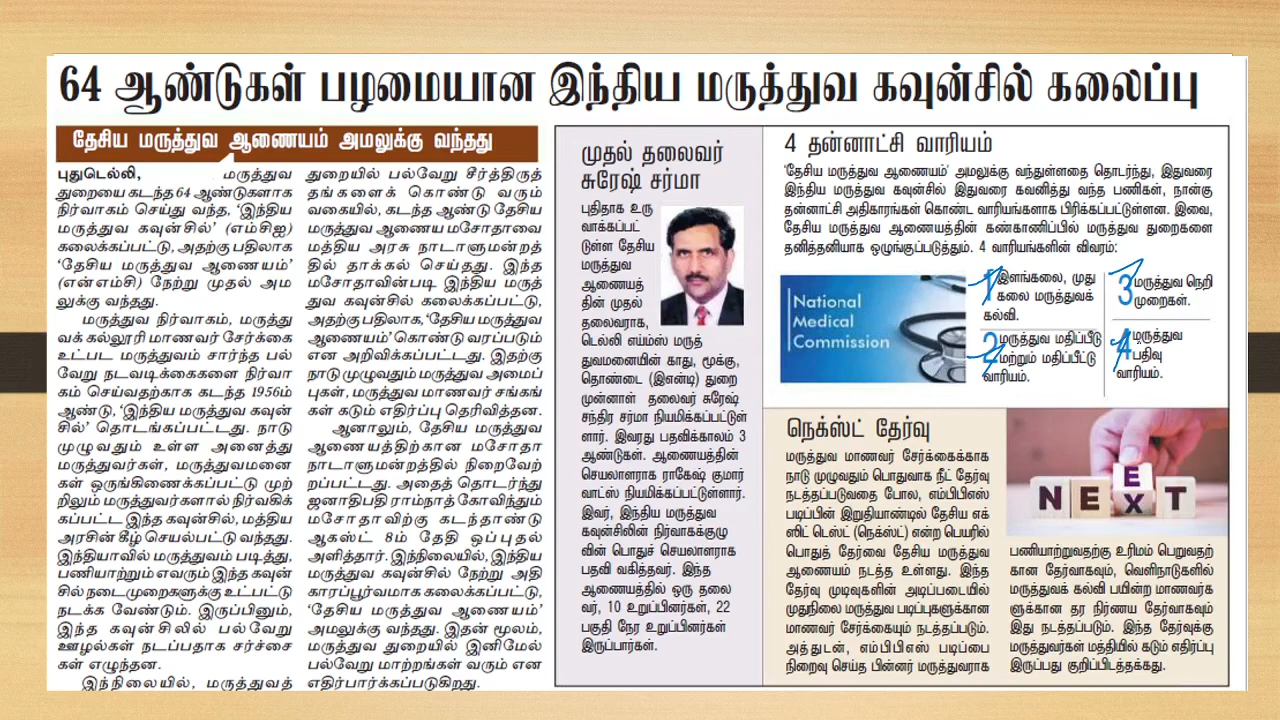 64 ஆண்டுகள் பழமையான இந்திய மருத்துவ கவுன்சில் கலைப்பு
தேசிய மருத்துவ ஆணையம் அமலுக்கு வந்தது
புதுடெல்லி, மருத்துவ
துறையை கடந்த 64 ஆண்டுகளாக
நிர்வாகம் செய்து வந்த, ‘இந்திய
மருத்துவ கவுன்சில்’ (எம்சிஐ)
கலைக்கப்பட்டு, அதற்கு பதிலாக
‘தேசிய மருத்துவ ஆணையம்’
(என்எம்சி) நேற்று முதல் அம
லுக்கு வந்தது.
மருத்துவ நிர்வாகம், மருத்து
வக் கல்லூரி மாணவர் சேர்க்கை
உட்பட மருத்துவம் சார்ந்த பல்
வேறு நடவடிக்கைகளை நிர்வா
கம் செய்வதற்காக கடந்த 1956ம்
ஆண்டு, ‘இந்திய மருத்துவ கவுன்
சில்’ தொடங்கப்பட்டது. நாடு
முழுவதும் உள்ள அனைத்து
மருத்துவர்கள், மருத்துவமனை
கள் ஒருங்கிணைக்கப்பட்டு முற்
றிலும் மருத்துவர்களால் நிர்வகிக்
கப்பட்ட இந்த கவுன்சில், மத்திய
அரசின் கீழ் செயல்பட்டு வந்தது.
இந்தியாவில் மருத்துவம் படித்து,
பணியாற்றும் எவரும் இந்த கவுன்
சில் நடைமுறைகளுக்கு உட்பட்டு
நடக்க வேண்டும். இருப்பினும்,
இந்த கவுன்சிலில் பல்வேறு
ஊழல்கள் நடப்பதாக சர்ச்சை
கள் எழுந்தன.
இந்நிலையில், மருத்துவத்
துறையில் பல்வேறு சீர்த்திருத்
தங்களைக் கொண்டு வரும்
வகையில், கடந்த ஆண்டு தேசிய
மருத்துவ ஆணைய மசோதாவை
மத்திய அரசு நாடாளுமன்றத்
தில் தாக்கல் செய்தது. இந்த
மசோதாவின்படி இந்திய மருத்
துவ கவுன்சில் கலைக்கப்பட்டு,
அதற்கு பதிலாக, ‘தேசிய மருத்துவ
ஆணையம்’ கொண்டு வரப்படும்
என அறிவிக்கப்பட்டது. இதற்கு
நாடு முழுவதும் மருத்துவ அமைப்
புகள், மருத்துவ மாணவர் சங்கங்
கள் கடும் எதிர்ப்பு தெரிவித்தன.
ஆனாலும், தேசிய மருத்துவ
ஆணையத்திற்கான மசோதா
நாடாளுமன்றத்தில் நிறைவேற்
றப்பட்டது. அதைத் தொடர்ந்து
ஜனாதிபதி ராம்நாத் கோவிந்தும்
மசோதாவிற்கு கடந்தாண்டு
ஆகஸ்ட் 8ம் தேதி ஒப்புதல்
அளித்தார். இந்நிலையில், இந்திய
மருத்துவ கவுன்சில் நேற்று அதி
காரப்பூர்வமாக கலைக்கப்பட்டு,
‘தேசிய மருத்துவ ஆணையம்’
அமலுக்கு வந்தது. இதன் மூலம்,
மருத்துவ துறையில் இனிமேல்
பல்வேறு மாற்றங்கள் வரும் என
எதிர்பார்க்கப்படுகிறது.
முதல் தலைவர்
சுரேஷ் சர்மா
புதிதாக உரு
வாக்கப்பட்
டுள்ள தேசிய
மருத்துவ
ஆணையத்
தின் முதல்
தலைவராக,
டெல்லி எய்ம்ஸ் மருத்
துவமனையின் காது, மூக்கு,
தொண்டை (இஎன்டி) துறை
முன்னாள் தலைவர் சுரேஷ்
சந்திர சர்மா நியமிக்கப்பட்டுள்
ளார். இவரது பதவிக்காலம் 3
ஆண்டுகள். ஆணையத்தின்
செயலாளராக ராகேஷ் குமார்
வாட்ஸ் நியமிக்கப்பட்டுள்ளார்.
இவர், இந்திய மருத்துவ
கவுன்சிலின் நிர்வாகக்குழு
வின் பொதுச் செயலாளராக
பதவி வகித்தவர். இந்த
ஆணையத்தில் ஒரு தலை
வர், 10 உறுப்பினர்கள், 22
பகுதி நேர உறுப்பினர்கள்
இருப்பார்கள்.
4 தன்னாட்சி வாரியம்
‘தேசிய மருத்துவ ஆணையம்’ அமலுக்கு வந்துள்ளதை தொடர்ந்து, இதுவரை
இந்திய மருத்துவ கவுன்சில் இதுவரை கவனித்து வந்த பணிகள், நான்கு
தன்னாட்சி அதிகாரங்கள் கொண்ட வாரியங்களாக பிரிக்கப்பட்டுள்ளன. இவை,
தேசிய மருத்துவ ஆணையத்தின் கண்காணிப்பில் மருத்துவ துறைகளை
தனித்தனியாக ஒழுங்கப்படுத்தும். 4 வாரியங்களின் விவரம்:
National
Medical
Commission
1 இளங்கலை, முது
கலை மருத்துவக்
கல்வி.
2 மருத்துவ மதிப்பீடு
மற்றும் மதிப்பீட்டு
வாரியம்.
3 மருத்துவ நெறி
முறைகள்.
4 மருத்துவ
பதிவு
வாரியம்.
நெக்ஸ்ட் தேர்வு
மருத்துவ மாணவர் சேர்க்கைக்காக
நாடு முழுவதும் பொதுவாக நீட் தேர்வு
நடத்தப்படுவதை போல, எம்பிபிஎஸ்
படிப்பின் இறுதியாண்டில் தேசிய எக்
ஸிட் டெஸ்ட் (நெக்ஸ்ட்) என்ற பெயரில்
பொதுத் தேர்வை தேசிய மருத்துவ
ஆணையம் நடத்த உள்ளது. இந்த
தேர்வு முடிவுகளின் அடிப்படையில்
முதுநிலை மருத்துவ படிப்புகளுக்கான
மாணவர் சேர்க்கையும் நடத்தப்படும்.
அத்துடன், எம்பிபிஎஸ் படிப்பை
நிறைவு செய்த பின்னர் மருத்துவராக
E
NEXT
பணியாற்றுவதற்கு உரிமம் பெறுவதற்
கான தேர்வாகவும், வெளிநாடுகளில்
மருத்துவக் கல்வி பயின்ற மாணவர்க
ளுக்கான தர நிர்ணய தேர்வாகவும்
இது நடத்தப்படும். இந்த தேர்வுக்கு
மருத்துவர்கள் மத்தியில் கடும் எதிர்ப்பு
இருப்பது குறிப்பிடத்தக்கது.